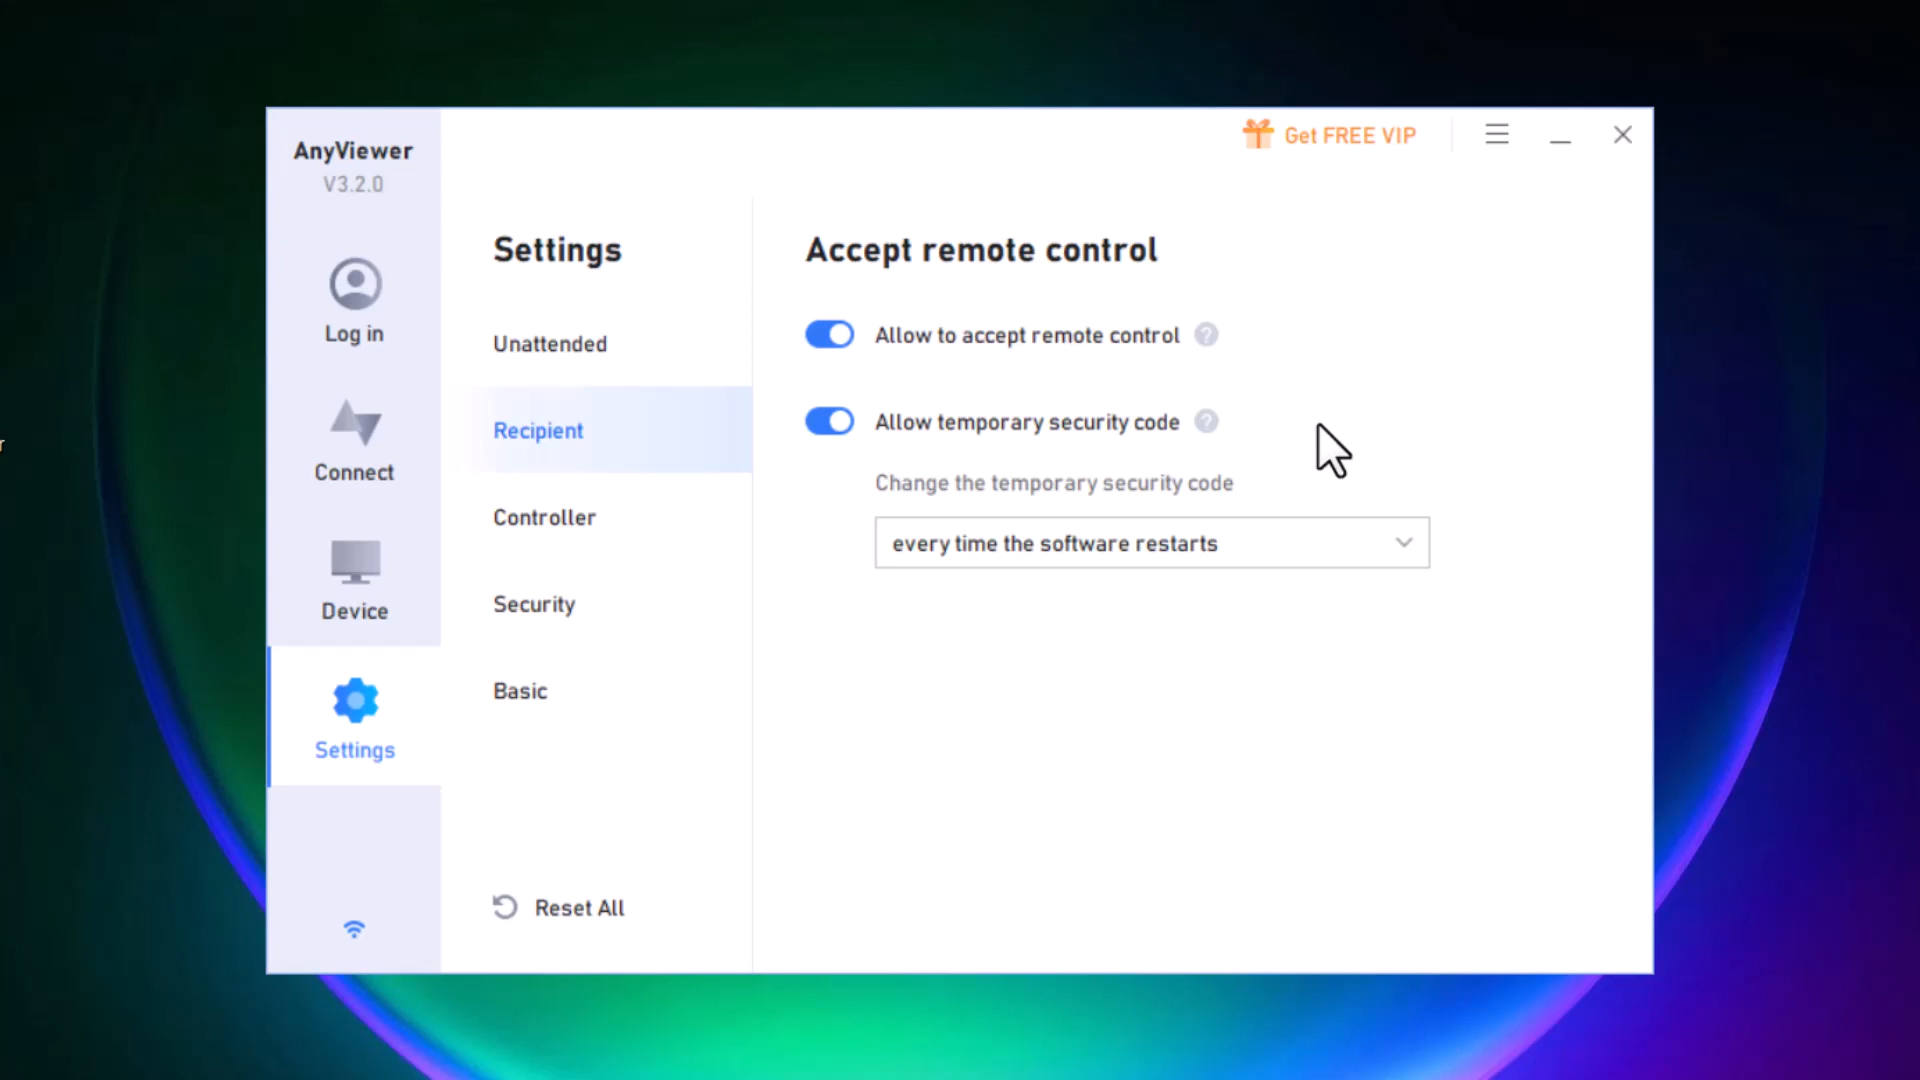 AnyViewer
V3.2.0
Get FREE VIP
Log in
Connect
Device
Settings
Settings
Unattended
Recipient
Controller
Security
Basic
Reset All
Accept remote control
Allow to accept remote control ?
Allow temporary security code ?
Change the temporary security code
every time the software restarts